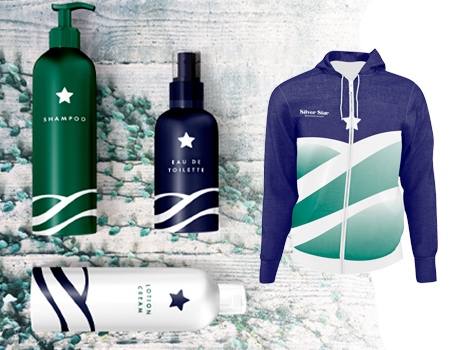 SHAMPOO
EAU DE
TOILETTE
Silver Star
LOTION
CREAM